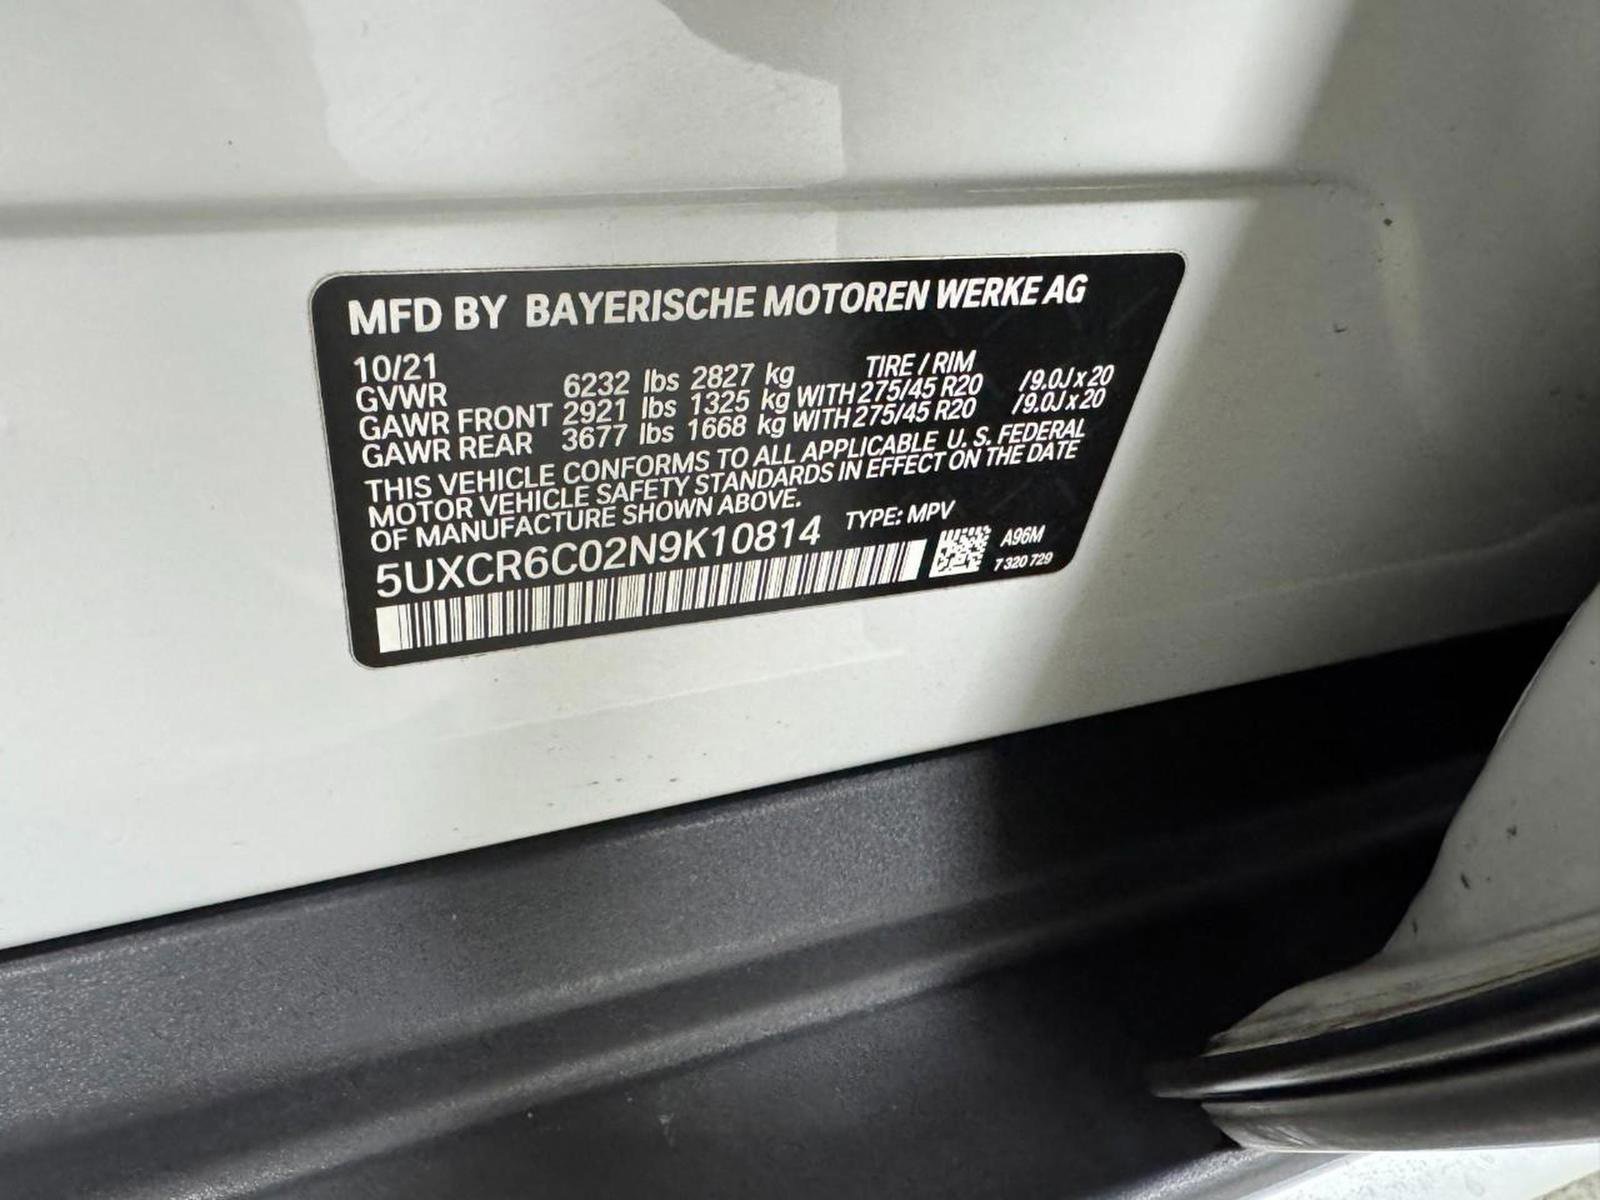 MFD BY BAYERISCHE MOTOREN WERKE AG
10/21 TIRE / RIM
GVWR 6232 lbs 2827 kg
GAWR FRONT 2921 lbs 1325 kg WITH 275/45 R20 /9.0J x 20
GAWR REAR 3677 lbs 1668 kg WITH 275/45 R20 /9.0J x 20
THIS VEHICLE CONFORMS TO ALL APPLICABLE U. S. FEDERAL
MOTOR VEHICLE SAFETY STANDARDS IN EFFECT ON THE DATE
OF MANUFACTURE SHOWN ABOVE.
5UXCR6C02N9K10814 TYPE: MPV
A96M
7 320 729